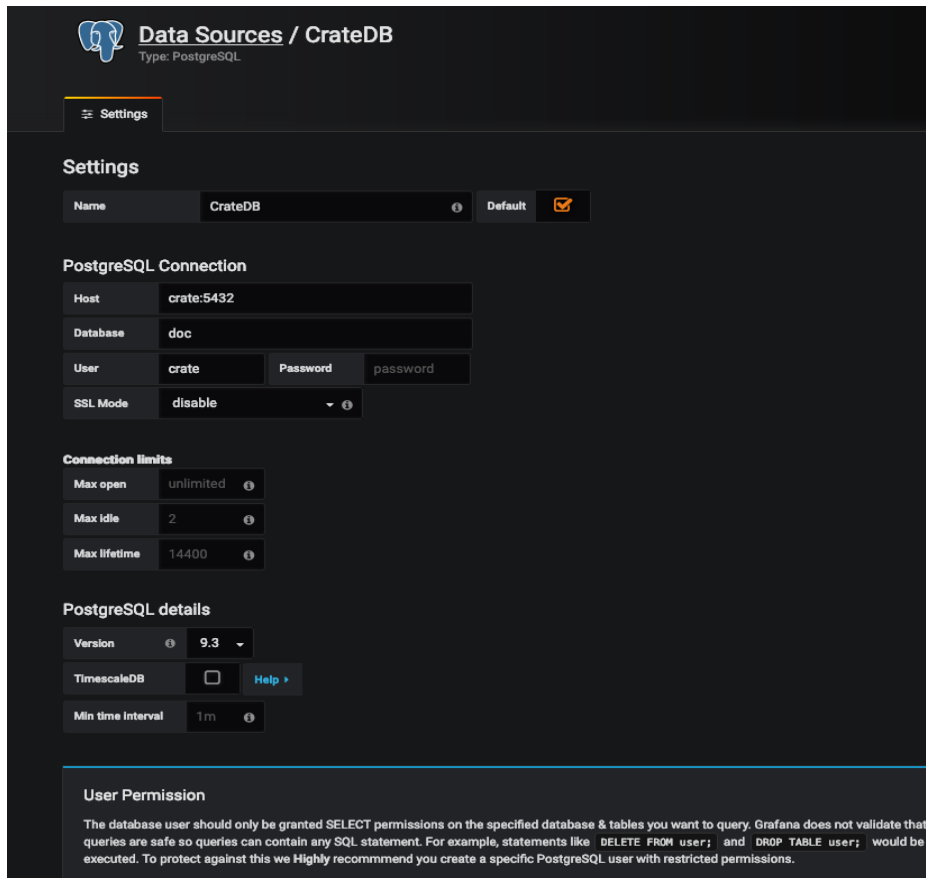 Data Sources / CrateDB
Type: PostgreSQL
Settings
Settings
Name CrateDB Default
PostgreSQL Connection
Host crate:5432
Database doc
User crate Password password
SSL Mode disable
Connection limits
Max open unlimited
Max idle 2
Max lifetime 14400
PostgreSQL details
Version 9.3
TimescaleDB Help
Min time interval 1m
User Permission
The database user should only be granted SELECT permissions on the specified database & tables you want to query. Grafana does not validate that
queries are safe so queries can contain any SQL statement. For example, statements like DELETE FROM user; and DROP TABLE user; would be
executed. To protect against this we Highly recommmend you create a specific PostgreSQL user with restricted permissions.